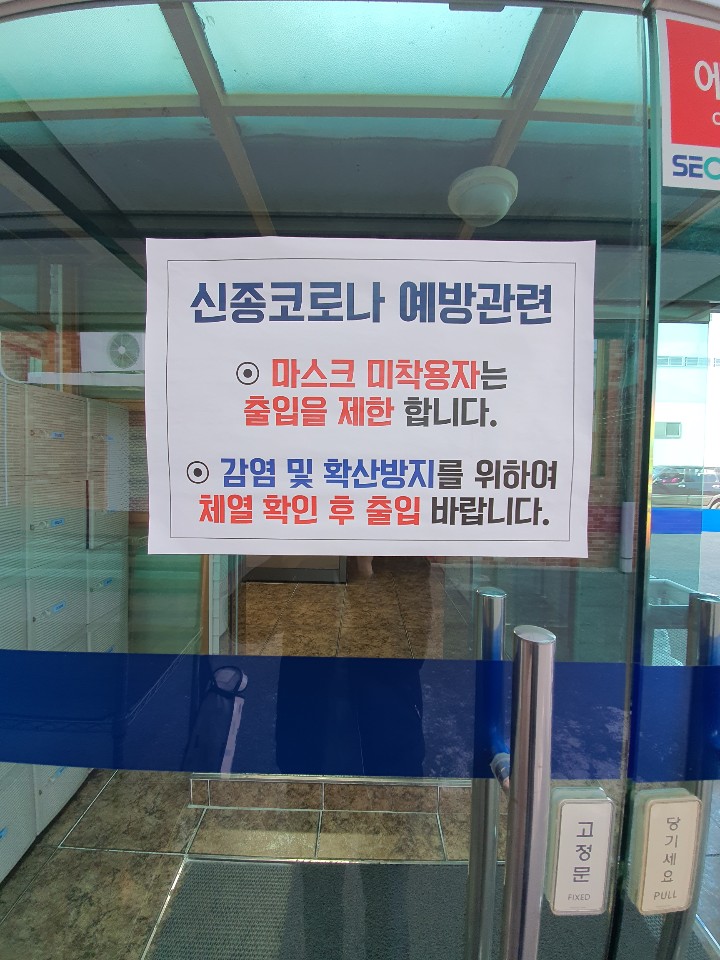 신종코로나 예방관련
⊙ 마스크 미착용자는
출입을 제한 합니다.
⊙ 감염 및 확산방지를 위하여
체열 확인 후 출입 바랍니다.
고정문
FIXED
당기세요
PULL